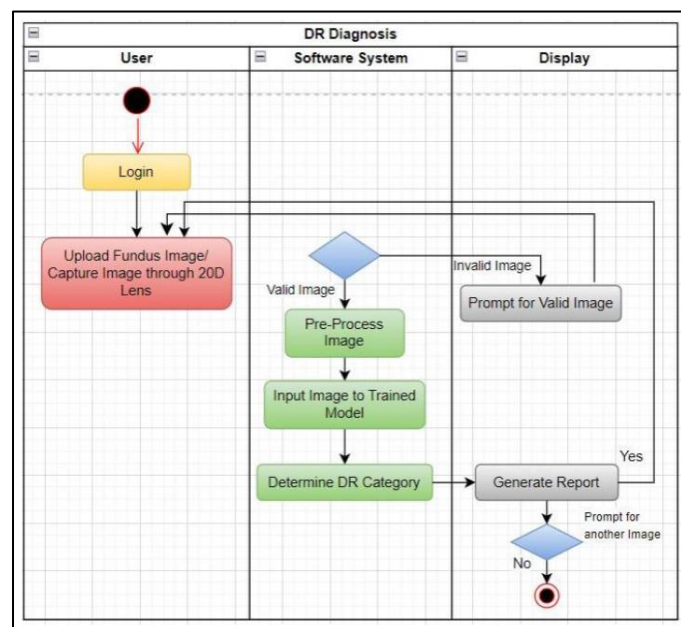 DR Diagnosis
User
Software System
Display
Login
Upload Fundus Image/
Capture Image through 20D
Lens
Invalid Image
Valid Image
Prompt for Valid Image
Pre-Process
Image
Input Image to Trained
Model
Yes
Determine DR Category
Generate Report
Prompt for
another Image
No